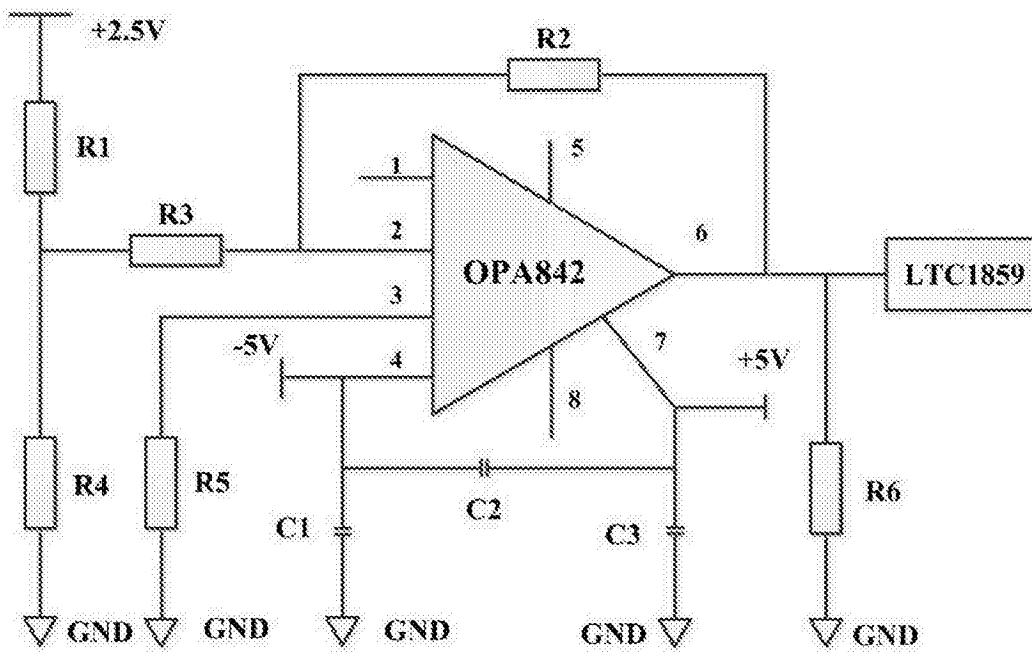 +2.5V
R2
R1
5
1
R3
2
6
OPA842
LTC1859
3
-5V
7
+5V
4
8
R4
R5
C2
R6
C1
C3
GND
GND
GND
GND